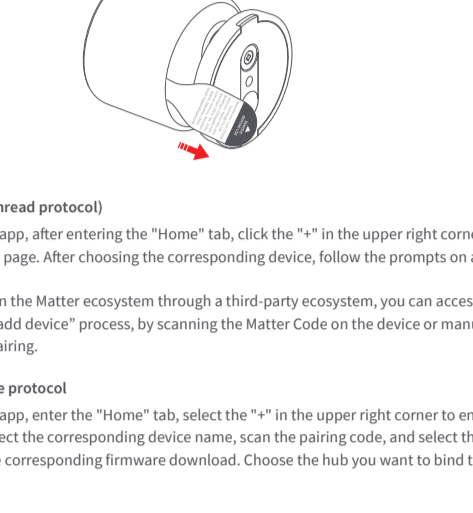 hread protocol)
app, after entering the "Home" tab, click the "+" in the upper right corne
page. After choosing the corresponding device, follow the prompts on a
n the Matter ecosystem through a third-party ecosystem, you can acces
add device” process, by scanning the Matter Code on the device or manu
airing.
e protocol
app, enter the "Home" tab, select the "+" in the upper right corner to en
ect the corresponding device name, scan the pairing code, and select th
e corresponding firmware download. Choose the hub you want to bind t